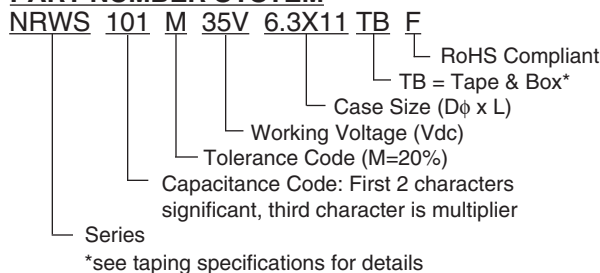 PART NUMBER SYSTEM
NRWS 101 M 35V 6.3X11 TB F
RoHS Compliant
TB = Tape & Box*
Case Size (Dϕ x L)
Working Voltage (Vdc)
Tolerance Code (M=20%)
Capacitance Code: First 2 characters
significant, third character is multiplier
Series
*see taping specifications for details